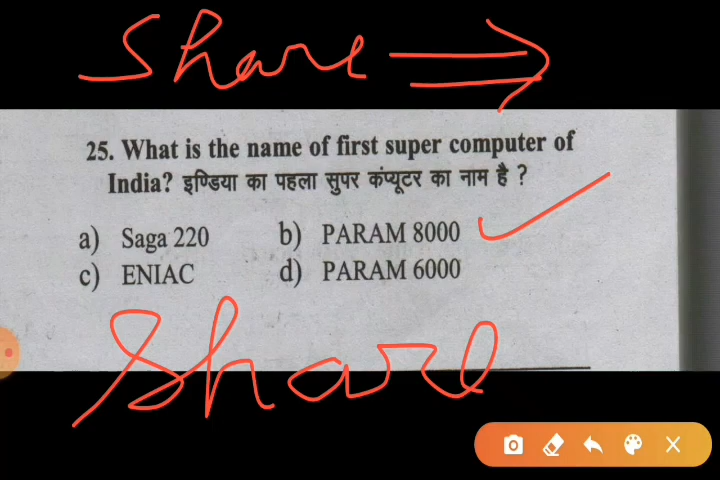 Share
25. What is the name of first super computer of
India? इण्डिया का पहला सुपर कंप्यूटर का नाम है ?
a) Saga 220 b) PARAM 8000
c) ENIAC d) PARAM 6000
Share